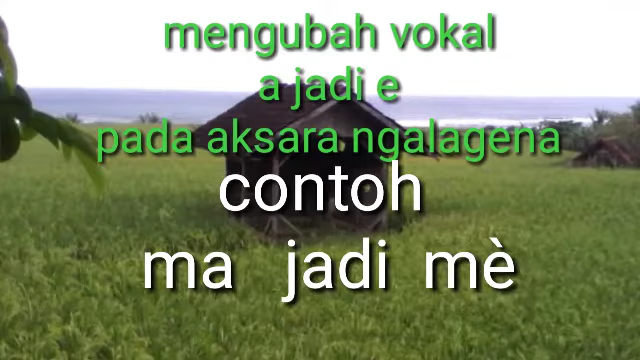 mengubah vokal
a jadi e
pada aksara ngalagena
contoh
ma jadi mè